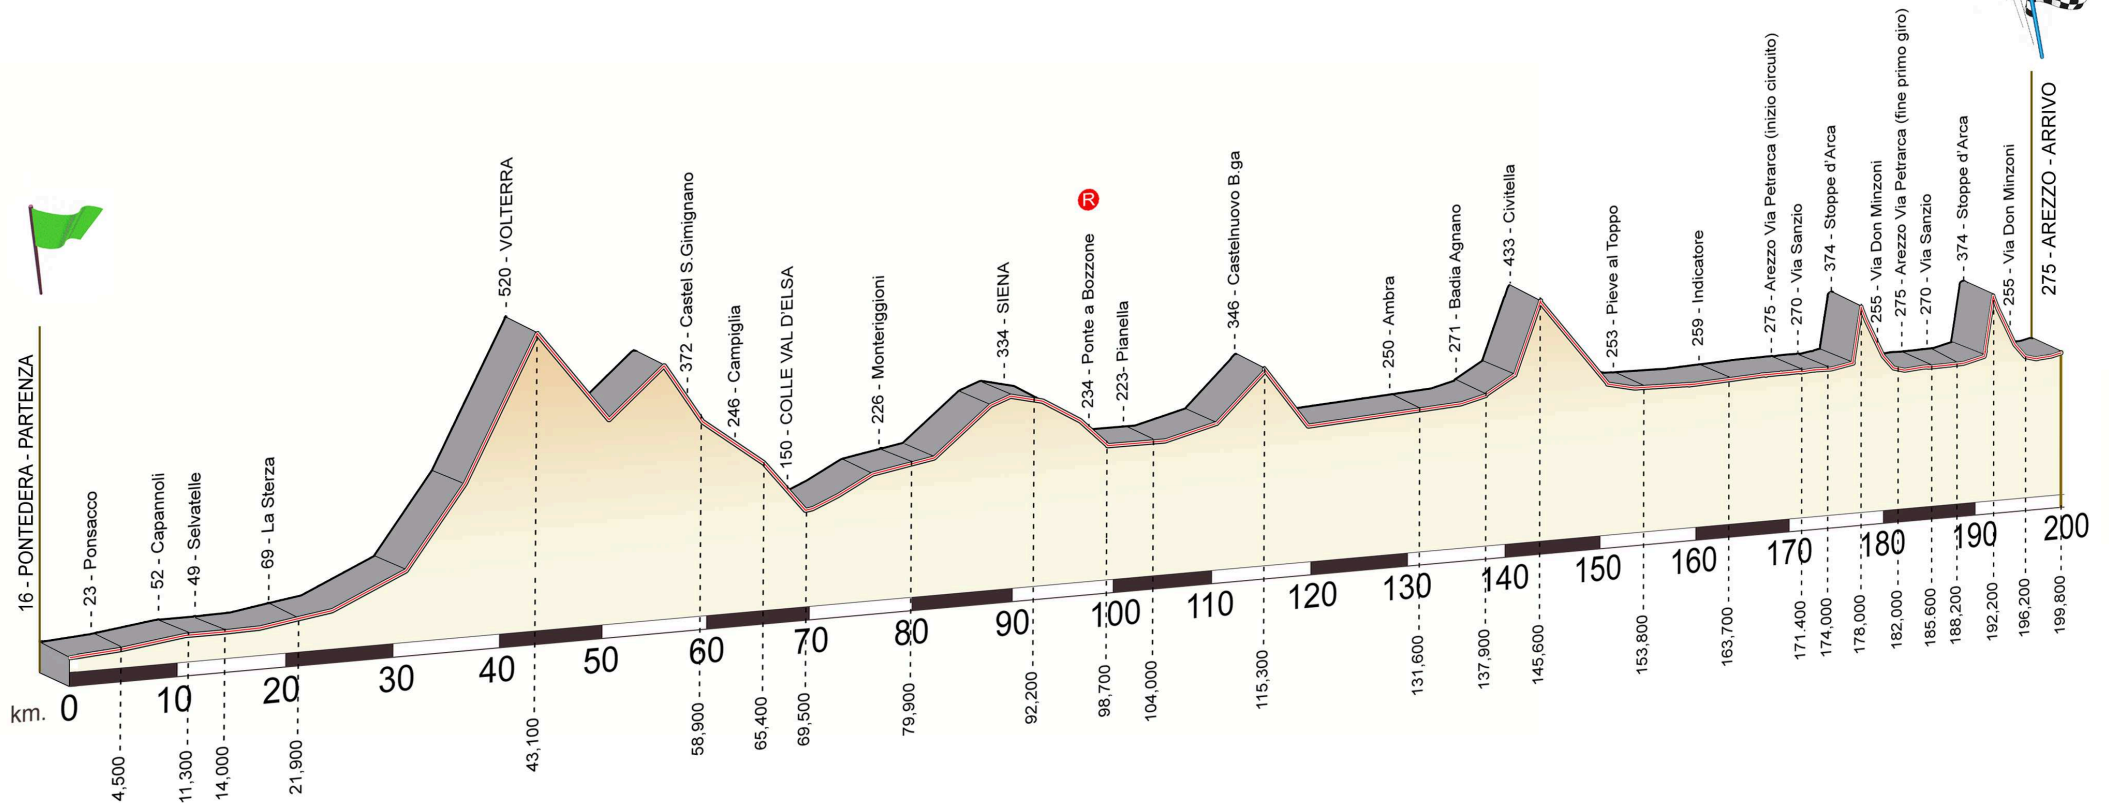 16 - PONTEDERA - PARTENZA
23 - Ponsacco
52 - Capannoli
49 - Selvatelle
69 - La Sterza
520 - VOLTERRA
372 - Castel S.Gimignano
246 - Campiglia
150 - COLLE VAL D'ELSA
226 - Monteriggioni
334 - SIENA
R
234 - Ponte a Bozzone
223- Pianella
346 - Castelnuovo B.ga
250 - Ambra
271 - Badia Agnano
433 - Civitella
253 - Pieve al Toppo
259 - Indicatore
275 - Arezzo Via Petrarca (inizio circuito)
270 - Via Sanzio
374 - Stoppe d'Arca
255 - Via Don Minzoni
275 - Arezzo Via Petrarca (fine primo giro)
270 - Via Sanzio
374 - Stoppe d'Arca
255 - Via Don Minzoni
275 - AREZZO - ARRIVO
km. 0 10 20 30 40 50 60 70 80 90 100 110 120 130 140 150 160 170 180 190 200
4,500
11,300
14,000
21,900
43,100
58,900
65,400
69,500
79,900
92,200
98,700
104,000
115,300
131,600
137,900
145,600
153,800
163,700
171.400
174,000
178,000
182,000
185.600
188,200
192,200
196,200
199,800